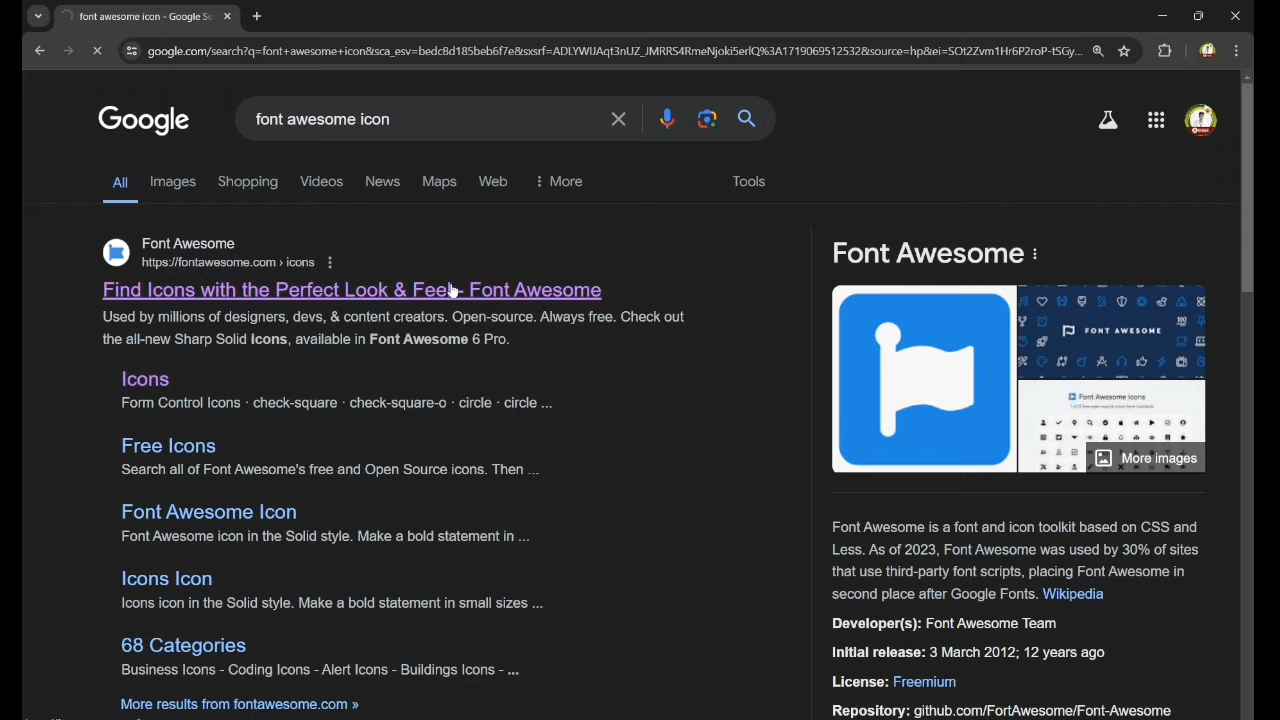 font awesome icon - Google Se
google.com/search?q=font+awesome+icon&sca_esv=bedc8d185beb6f7e&sxsrf=ADLYWIJAqt3nUZ_JMRRS4RmeNjoki5erlQ%3A1719069512532&source=hp&ei=SOt2Zvm1Hr6P2roP-tSGy...
Google
font awesome icon
All Images Shopping Videos News Maps Web More Tools
Font Awesome
https://fontawesome.com › icons
Find Icons with the Perfect Look & Feel - Font Awesome
Used by millions of designers, devs, & content creators. Open-source. Always free. Check out
the all-new Sharp Solid Icons, available in Font Awesome 6 Pro.
Icons
Form Control Icons · check-square · check-square-o · circle · circle ...
Free Icons
Search all of Font Awesome's free and Open Source icons. Then ...
Font Awesome Icon
Font Awesome icon in the Solid style. Make a bold statement in ...
Icons Icon
Icons icon in the Solid style. Make a bold statement in small sizes ...
68 Categories
Business Icons - Coding Icons - Alert Icons - Buildings Icons - ...
More results from fontawesome.com »
Font Awesome
FONT AWESOME
Font Awesome Icons
More images
Font Awesome is a font and icon toolkit based on CSS and
Less. As of 2023, Font Awesome was used by 30% of sites
that use third-party font scripts, placing Font Awesome in
second place after Google Fonts. Wikipedia
Developer(s): Font Awesome Team
Initial release: 3 March 2012; 12 years ago
License: Freemium
Repository: github.com/FortAwesome/Font-Awesome